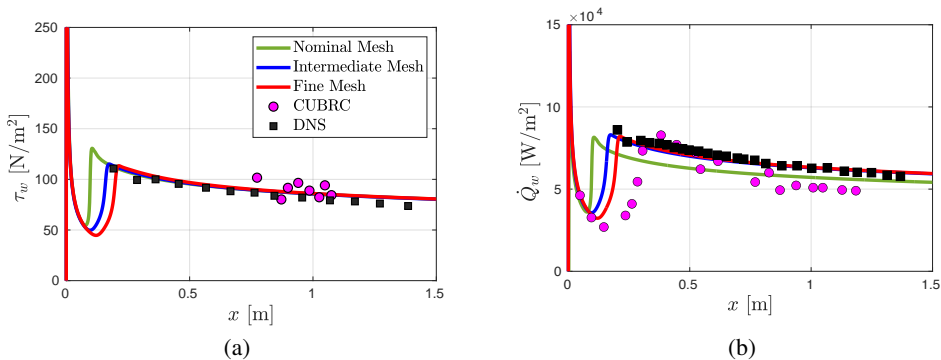 250
200
150
100
50
0
τw [N/m²]
0
0.5
1
1.5
x [m]
Nominal Mesh
Intermediate Mesh
Fine Mesh
CUBRC
DNS
(a)
×10⁴
15
10
5
0
Q̇w [W/m²]
0
0.5
1
1.5
x [m]
(b)